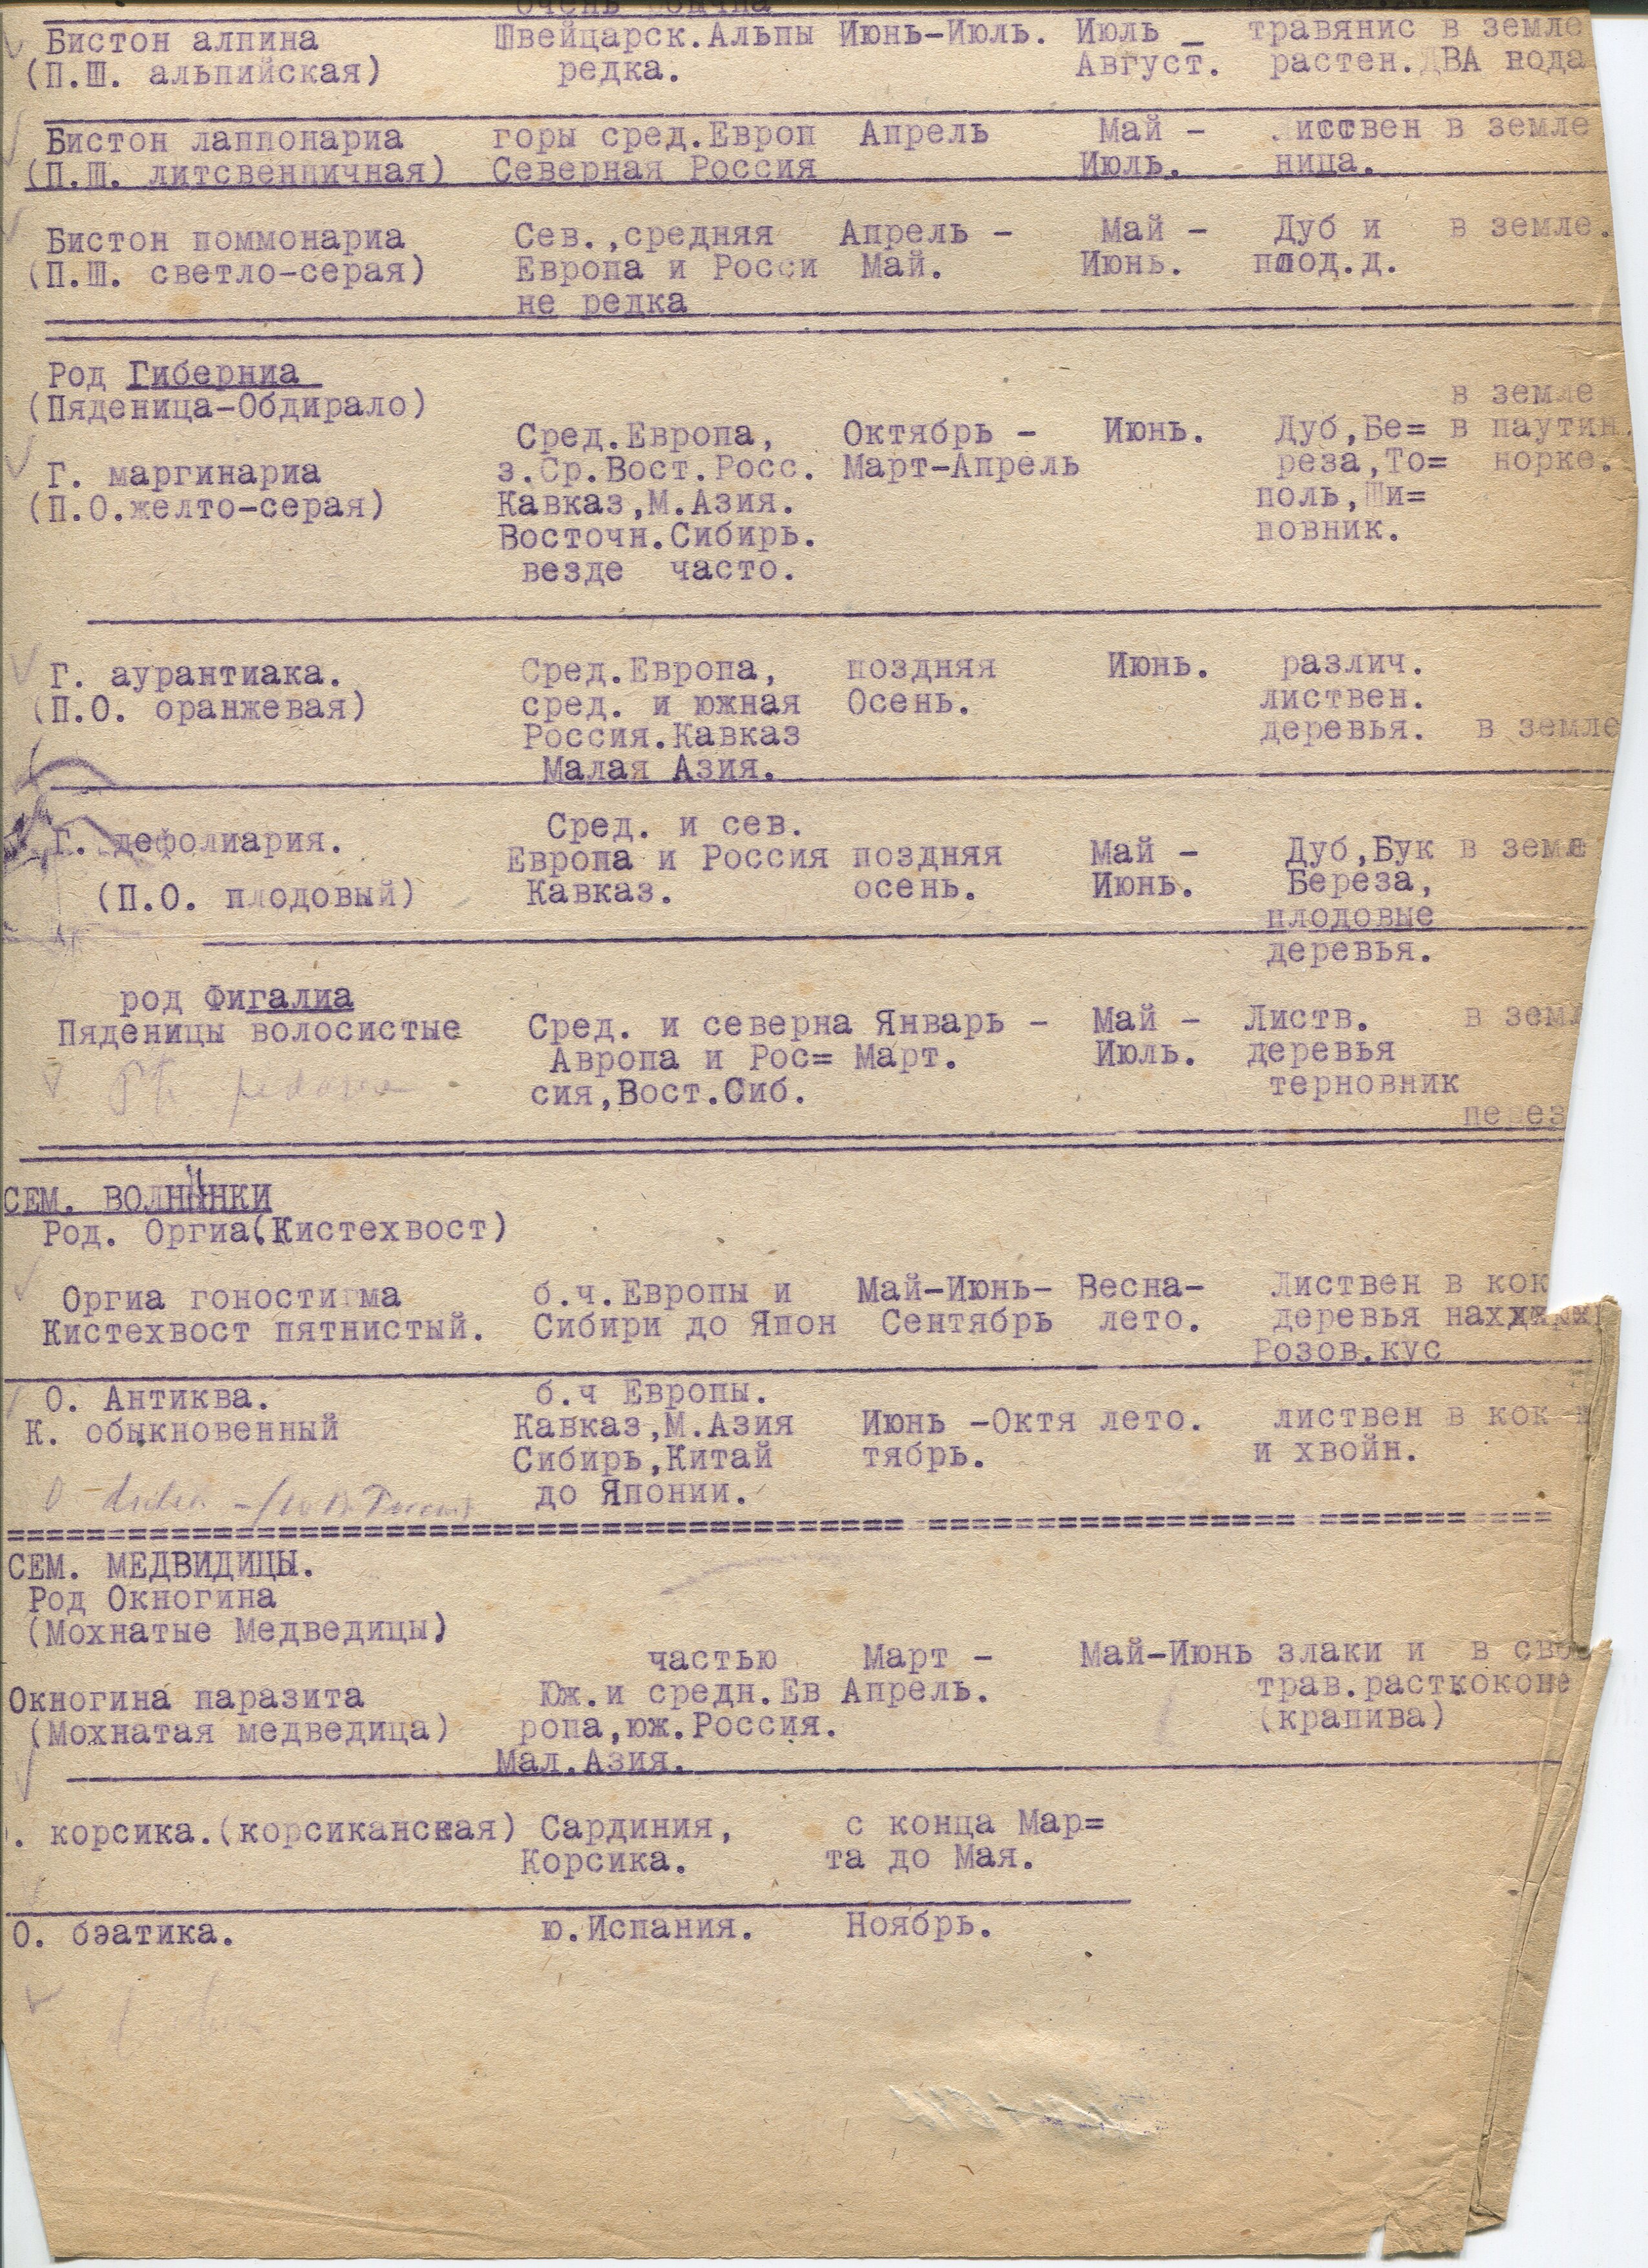 очень
Бистон алпина Швейцарск.Альпы Июнь-Июль. Июль _ травянис в земле
(П.Ш. альпийская) редка. Август. растен. ДВА
Бистон лаппонариа горы сред.Европ Апрель Май - листвен в земле
(П.Ш. литсвенничная) Северная Россия Июль. ница.
Бистон поммонариа Сев.,средняя Апрель - Май - Дуб и в земле.
(П.Ш. светло-серая) Европа и Росси Май. Июнь. плод.д.
не редка
Род Гиберниа
(Пяденица-Обдирало) в земле
Сред.Европа, Октябрь - Июнь. Дуб,Бе= в паутин.
Г. маргинариа з.Ср.Вост.Росс. Март-Апрель реза,То= норке.
(П.О.желто-серая) Кавказ,М.Азия. поль,Ши=
Восточн.Сибирь. повник.
везде часто.
Г. аурантиака. Сред.Европа, поздняя Июнь. различ.
(П.О. оранжевая) сред. и южная Осень. листвен.
Россия.Кавказ деревья. в земле
Малая Азия.
Сред. и сев.
Г. дефолиария. Европа и Россия поздняя Май - Дуб,Бук в земле
(П.О. плодовый) Кавказ. осень. Июнь. Береза,
плодовые
деревья.
род Фигалиа
Пяденицы волосистые Сред. и северна Январь - Май - Листв. в земл
Авропа и Рос= Март. Июль. деревья
сия,Вост.Сиб. терновник
СЕМ. ВОЛНЯНКИ
Род. Оргиа(Кистехвост)
Оргиа гоностигма б.ч.Европы и Май-Июнь- Весна- Листвен в кок
Кистехвост пятнистый. Сибири до Япон Сентябрь лето. деревья
Розов.кус
О. Антиква. б.ч Европы.
К. обыкновенный Кавказ,М.Азия Июнь -Октя лето. листвен в кок
Сибирь,Китай тябрь. и хвойн.
до Японии.
СЕМ. МЕДВИДИЦЫ.
Род Окногина
(Мохнатые Медведицы)
частью Март - Май-Июнь злаки и в сво
Окногина паразита Юж.и средн.Ев Апрель. трав.расткоконе
(Мохнатая медведица) ропа,юж.Россия. (крапива)
Мал.Азия.
. корсика.(корсиканская) Сардиния, с конца Мар=
Корсика. та до Мая.
О. бэатика. ю.Испания. Ноябрь.